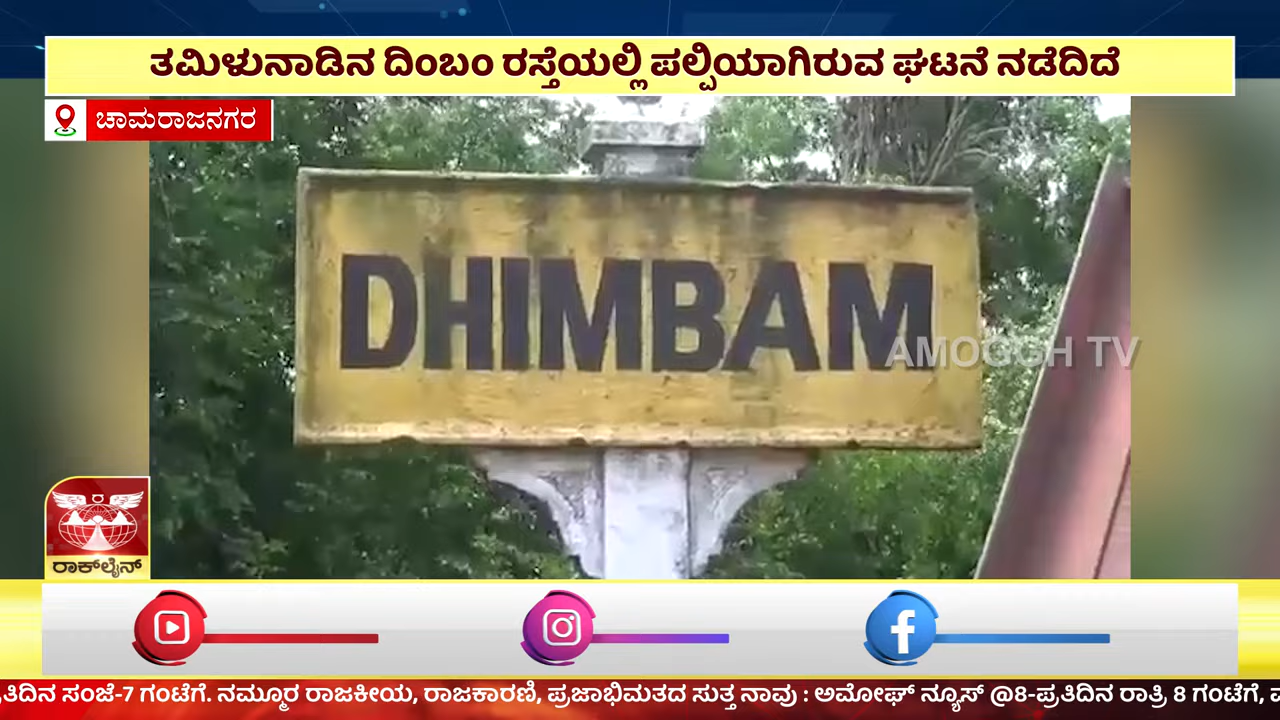 ತಮಿಳುನಾಡಿನ ದಿಂಬಂ ರಸ್ತೆಯಲ್ಲಿ ಪಲ್ಪಿಯಾಗಿರುವ ಘಟನೆ ನಡೆದಿದೆ
ಚಾಮರಾಜನಗರ
DHIMBAM
AMOGGH TV
ರ
ರಾಕ್‌ಲೈನ್
ಸಂಜೆ-7 ಗಂಟೆಗೆ. ನಮ್ಮೂರ ರಾಜಕೀಯ, ರಾಜಕಾರಣಿ, ಪ್ರಜಾಭಿಮತದ ಸುತ್ತ ನಾವು : ಅಮೋಘ್ ನ್ಯೂಸ್ @8-ಪ್ರತಿದಿನ ರಾತ್ರಿ 8 ಗಂಟೆಗೆ,